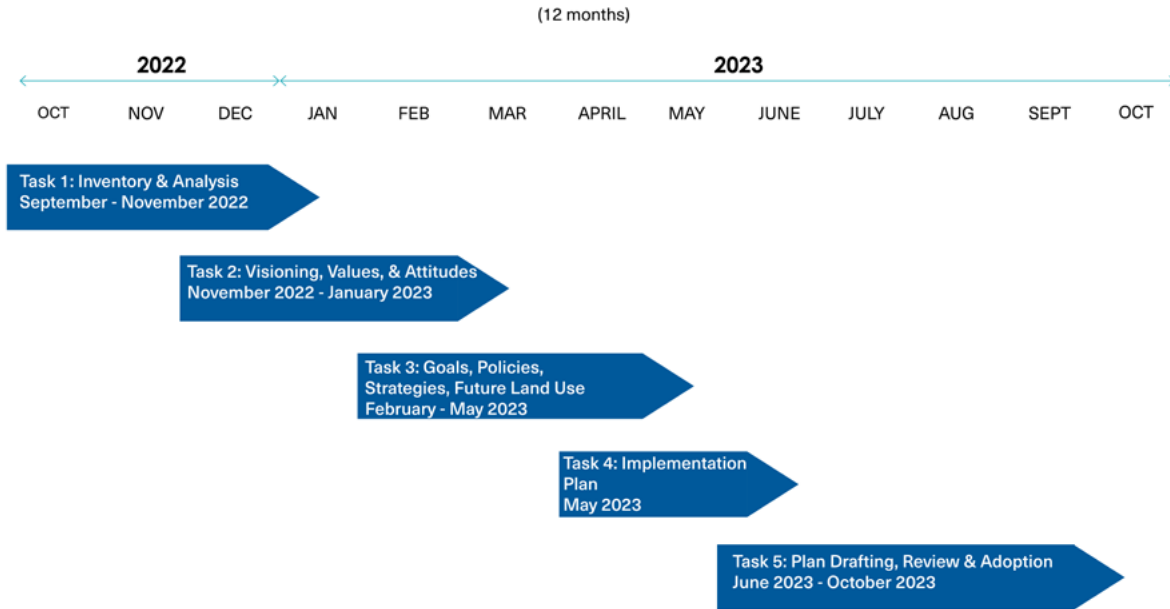 (12 months)
2022 2023
OCT NOV DEC JAN FEB MAR APRIL MAY JUNE JULY AUG SEPT OCT
Task 1: Inventory & Analysis
September - November 2022
Task 2: Visioning, Values, & Attitudes
November 2022 - January 2023
Task 3: Goals, Policies,
Strategies, Future Land Use
February - May 2023
Task 4: Implementation
Plan
May 2023
Task 5: Plan Drafting, Review & Adoption
June 2023 - October 2023